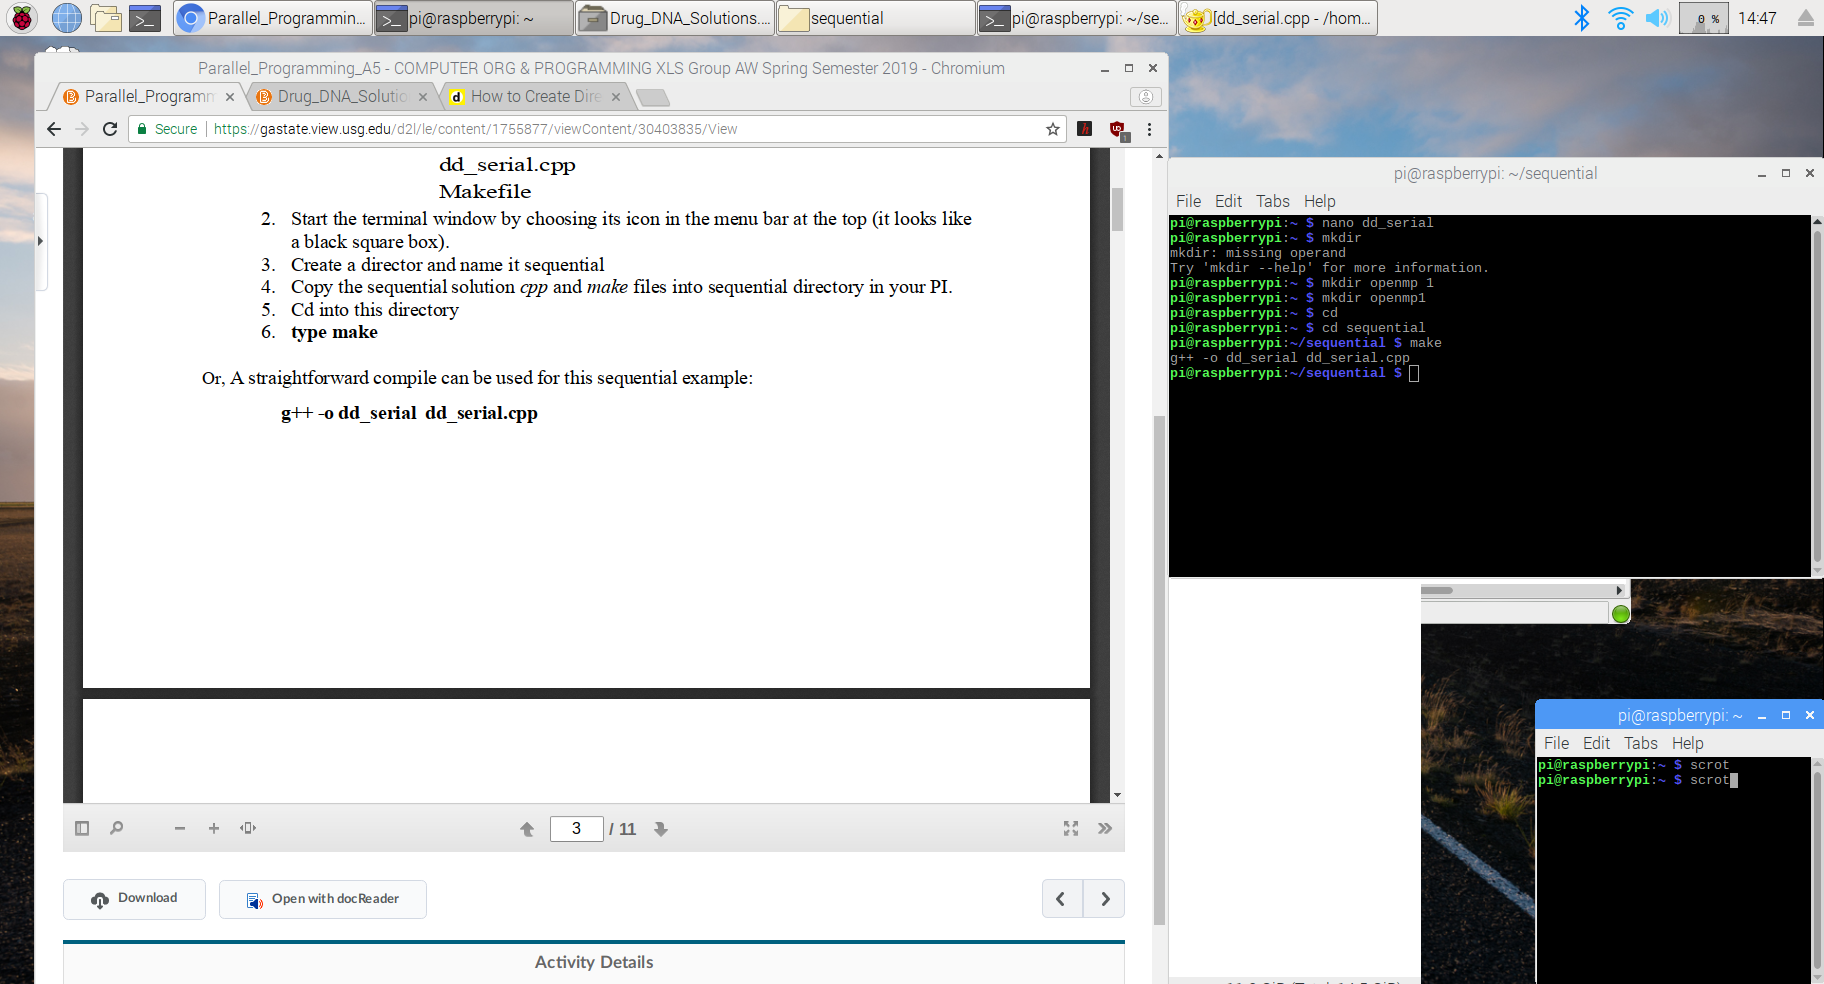 Parallel_Programmin...
pi@raspberrypi: ~
Drug_DNA_Solutions....
sequential
pi@raspberrypi: ~/se...
[dd_serial.cpp - /hom...
0 %
14:47
Parallel_Programming_A5 - COMPUTER ORG & PROGRAMMING XLS Group AW Spring Semester 2019 - Chromium
Parallel_Programm
Drug_DNA_Solutio
d How to Create Dire
Secure
https://gastate.view.usg.edu/d2l/le/content/1755877/viewContent/30403835/View
h
1
dd_serial.cpp
Makefile
2. Start the terminal window by choosing its icon in the menu bar at the top (it looks like
a black square box).
3. Create a director and name it sequential
4. Copy the sequential solution cpp and make files into sequential directory in your PI.
5. Cd into this directory
6. type make
Or, A straightforward compile can be used for this sequential example:
g++ -o dd_serial dd_serial.cpp
3 / 11
Download
Open with docReader
Activity Details
pi@raspberrypi: ~/sequential
File Edit Tabs Help
pi@raspberrypi:~ $ nano dd_serial
pi@raspberrypi:~ $ mkdir
mkdir: missing operand
Try 'mkdir --help' for more information.
pi@raspberrypi:~ $ mkdir openmp 1
pi@raspberrypi:~ $ mkdir openmp1
pi@raspberrypi:~ $ cd
pi@raspberrypi:~ $ cd sequential
pi@raspberrypi:~/sequential $ make
g++ -o dd_serial dd_serial.cpp
pi@raspberrypi:~/sequential $
pi@raspberrypi: ~
File Edit Tabs Help
pi@raspberrypi:~ $ scrot
pi@raspberrypi:~ $ scrot